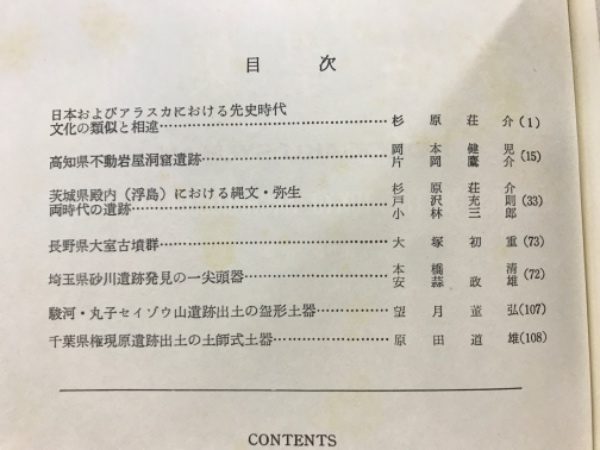 目次
日本およびアラスカにおける先史時代
文化の類似と相違……………………………杉原荘介(1)
高知県不動岩屋洞窟遺跡……………………岡本健児
片岡鷹介(15)
茨城県殿内(浮島)における縄文・弥生
両時代の遺跡…………………………………杉原荘介
戸沢充則(33)
小林三郎
長野県大室古墳群……………………………大塚初重(73)
埼玉県砂川遺跡発見の一尖頭器……………本橋清
安蒜政雄(72)
駿河・丸子セイゾウ山遺跡出土の壺形土器……………望月董弘(107)
千葉県権現原遺跡出土の土師式土器……………原田道雄(108)
CONTENTS